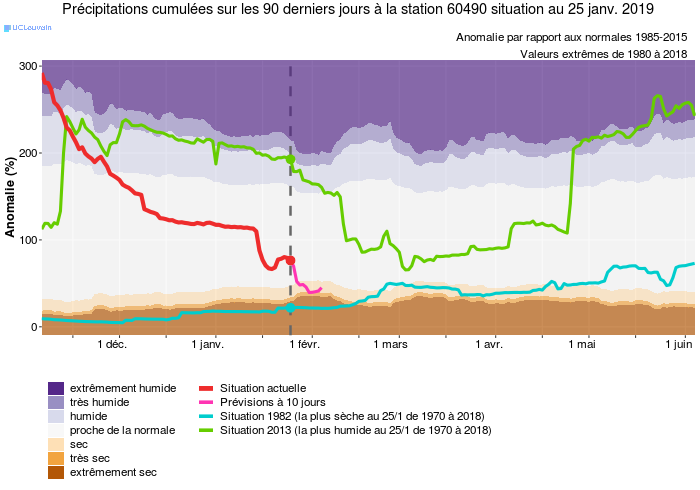 Précipitations cumulées sur les 90 derniers jours à la station 60490 situation au 25 janv. 2019
UCLouvain
Anomalie par rapport aux normales 1985-2015
Valeurs extrêmes de 1980 à 2018
Anomalie (%)
300
200
100
0
1 déc. 1 janv. 1 févr. 1 mars 1 avr. 1 mai 1 juin
extrêmement humide
très humide
humide
proche de la normale
sec
très sec
extrêmement sec
Situation actuelle
Prévisions à 10 jours
Situation 1982 (la plus sèche au 25/1 de 1970 à 2018)
Situation 2013 (la plus humide au 25/1 de 1970 à 2018)